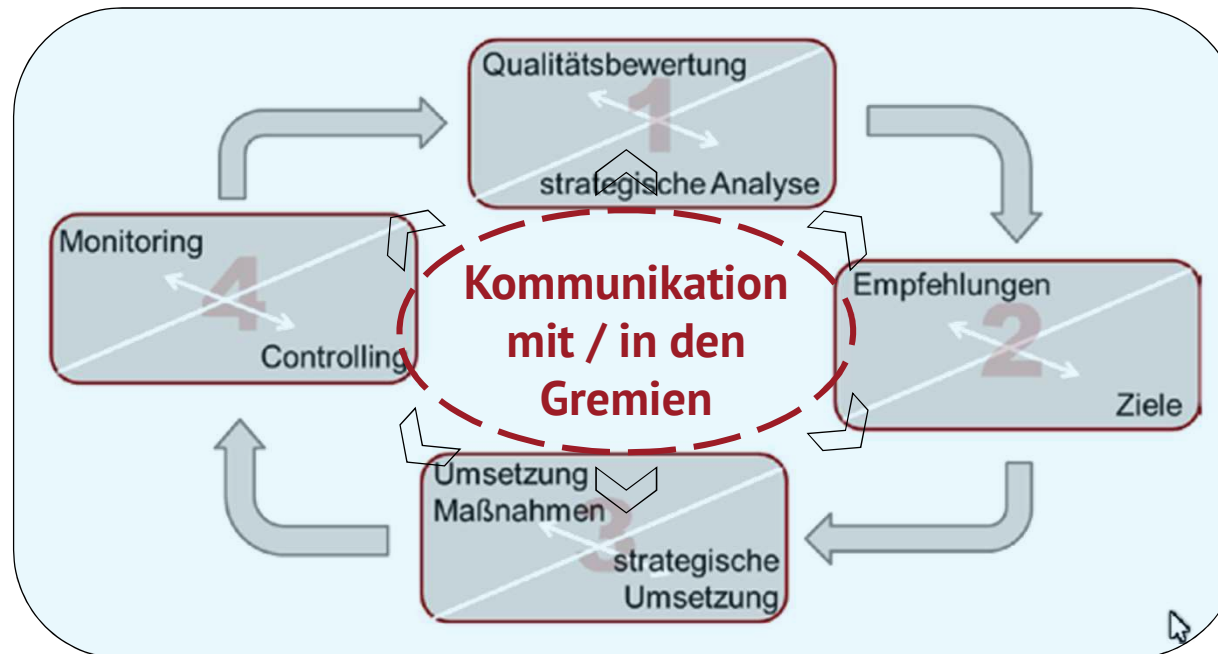 Qualitätsbewertung
1
strategische Analyse
Empfehlungen
2
Ziele
Umsetzung
Maßnahmen
3
strategische
Umsetzung
Monitoring
4
Controlling
Kommunikation
mit / in den
Gremien